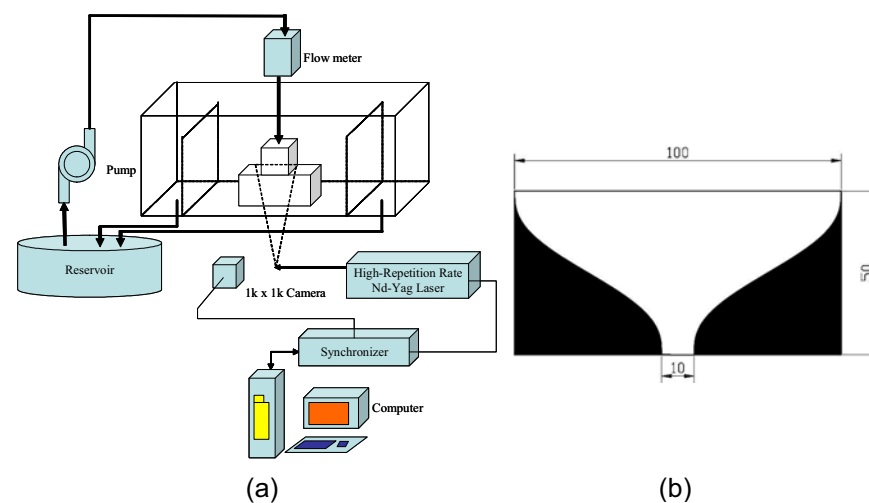 Flow meter
Pump
Reservoir
High-Repetition Rate
Nd-Yag Laser
1k x 1k Camera
Synchronizer
Computer
(a)
100
50
10
(b)